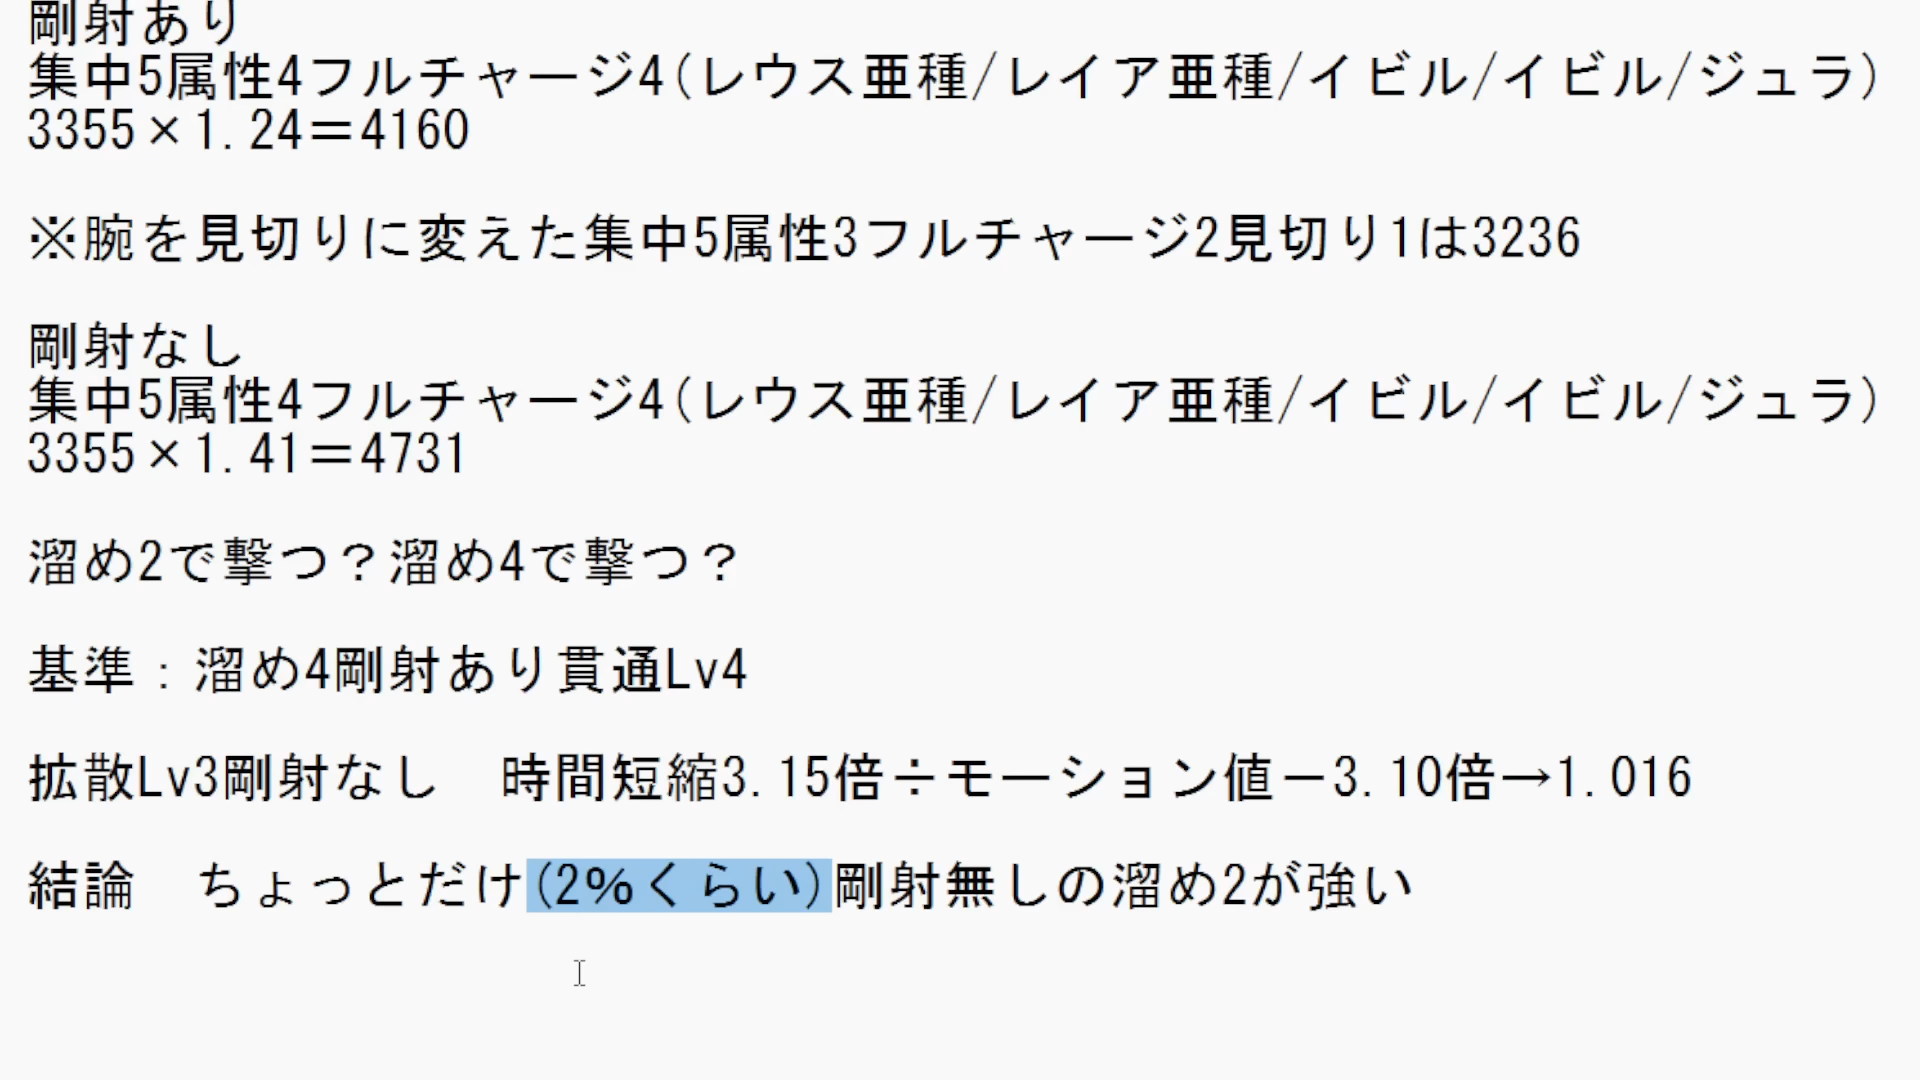 剛射あり
集中5属性4フルチャージ4(レウス亜種/レイア亜種/イビル/イビル/ジュラ)
3355×1.24＝4160
※腕を見切りに変えた集中5属性3フルチャージ2見切り1は3236
剛射なし
集中5属性4フルチャージ4(レウス亜種/レイア亜種/イビル/イビル/ジュラ)
3355×1.41＝4731
溜め2で撃つ？溜め4で撃つ？
基準：溜め4剛射あり貫通Lv4
拡散Lv3剛射なし　時間短縮3.15倍÷モーション値－3.10倍→1.016
結論　ちょっとだけ(2％くらい)剛射無しの溜め2が強い